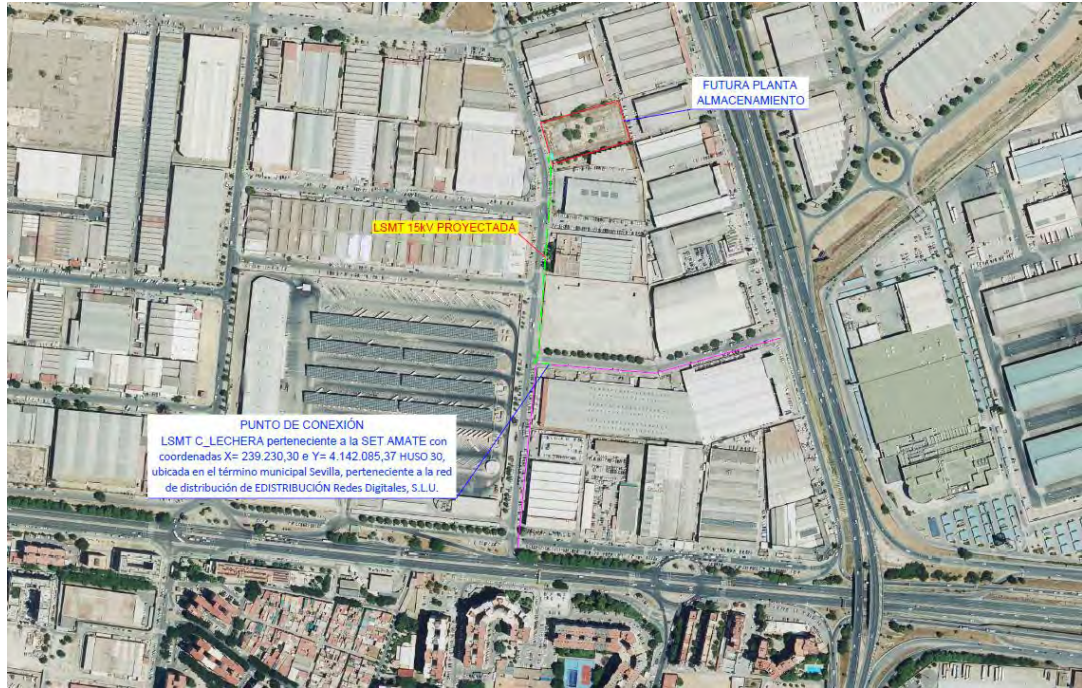 FUTURA PLANTA
ALMACENAMIENTO
LSMT 15kV PROYECTADA
PUNTO DE CONEXIÓN
LSMT C_LECHERA perteneciente a la SET AMATE con
coordenadas X= 239.230,30 e Y= 4.142.085,37 HUSO 30,
ubicada en el término municipal Sevilla, perteneciente a la red
de distribución de EDISTRIBUCIÓN Redes Digitales, S.L.U.